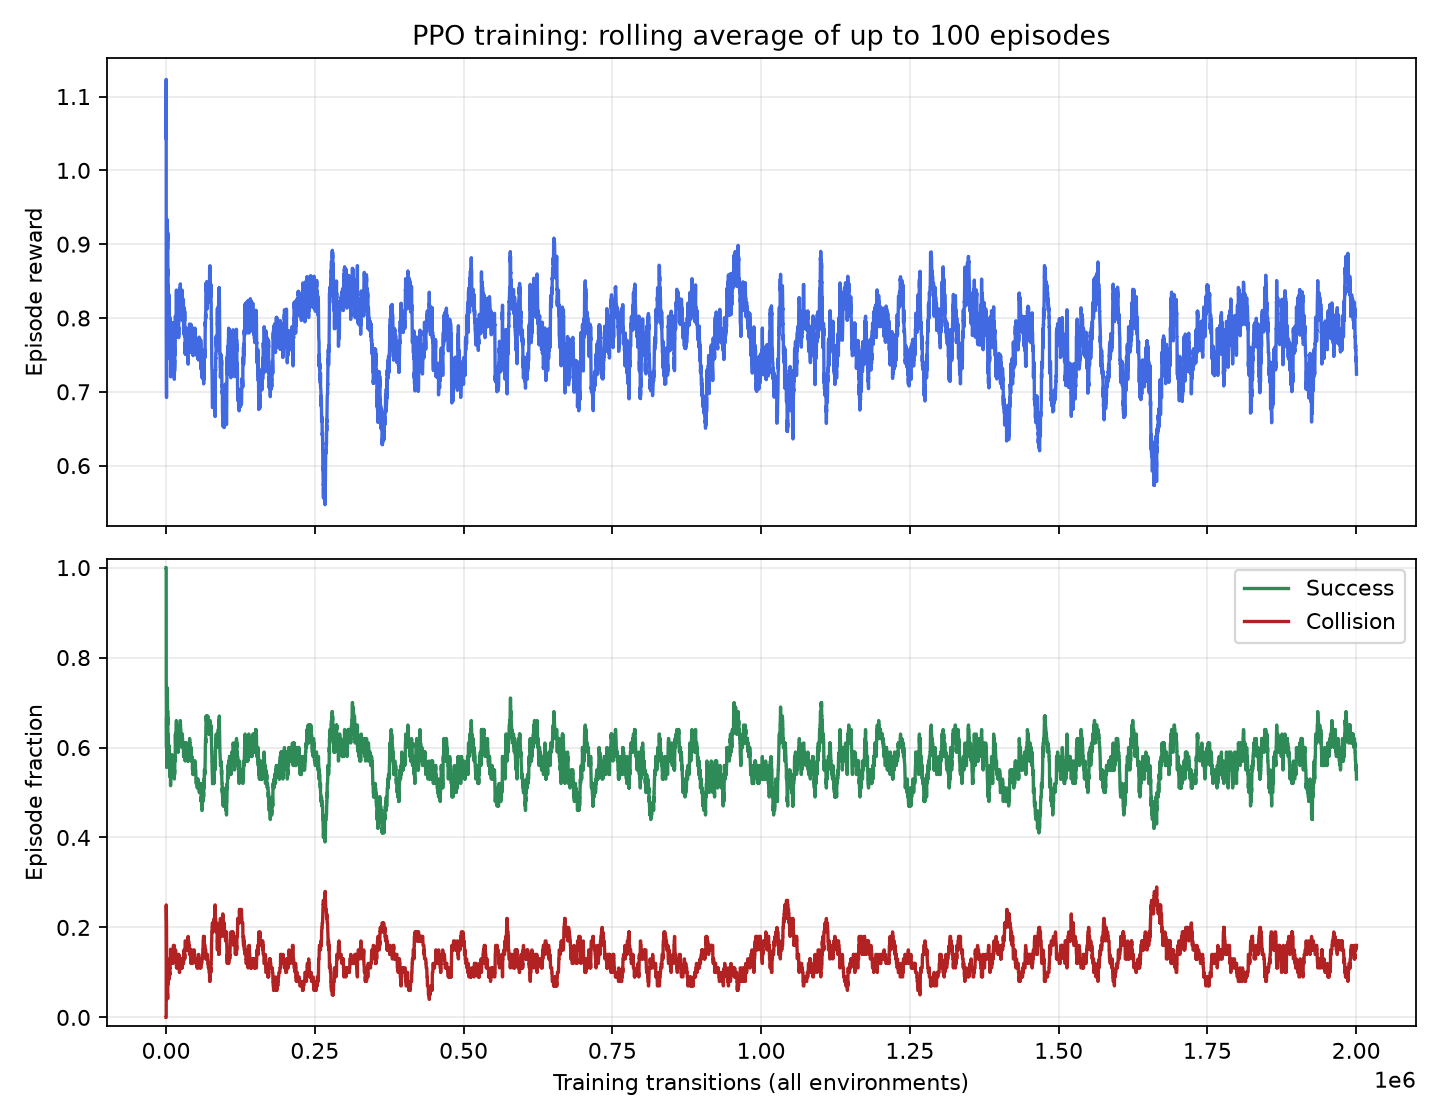 PPO training: rolling average of up to 100 episodes
1.1
1.0
0.9
0.8
0.7
0.6
Episode reward
1.0
0.8
0.6
0.4
0.2
0.0
Episode fraction
Success
Collision
0.00 0.25 0.50 0.75 1.00 1.25 1.50 1.75 2.00
1e6
Training transitions (all environments)